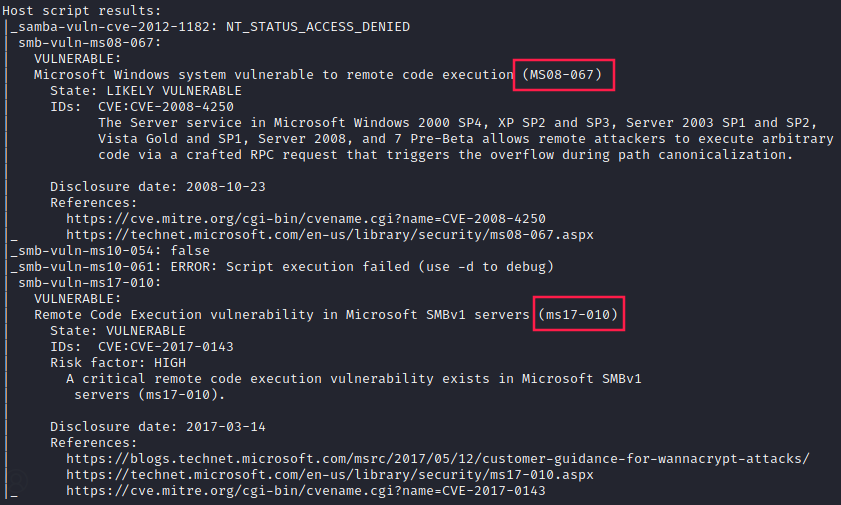 Host script results:
|_samba-vuln-cve-2012-1182: NT_STATUS_ACCESS_DENIED
| smb-vuln-ms08-067:
|   VULNERABLE:
|   Microsoft Windows system vulnerable to remote code execution (MS08-067)
|     State: LIKELY VULNERABLE
|     IDs:  CVE:CVE-2008-4250
|           The Server service in Microsoft Windows 2000 SP4, XP SP2 and SP3, Server 2003 SP1 and SP2,
|           Vista Gold and SP1, Server 2008, and 7 Pre-Beta allows remote attackers to execute arbitrary
|           code via a crafted RPC request that triggers the overflow during path canonicalization.
|
|     Disclosure date: 2008-10-23
|     References:
|       https://cve.mitre.org/cgi-bin/cvename.cgi?name=CVE-2008-4250
|_      https://technet.microsoft.com/en-us/library/security/ms08-067.aspx
|_smb-vuln-ms10-054: false
|_smb-vuln-ms10-061: ERROR: Script execution failed (use -d to debug)
| smb-vuln-ms17-010:
|   VULNERABLE:
|   Remote Code Execution vulnerability in Microsoft SMBv1 servers (ms17-010)
|     State: VULNERABLE
|     IDs:  CVE:CVE-2017-0143
|     Risk factor: HIGH
|       A critical remote code execution vulnerability exists in Microsoft SMBv1
|        servers (ms17-010).
|
|     Disclosure date: 2017-03-14
|     References:
|       https://blogs.technet.microsoft.com/msrc/2017/05/12/customer-guidance-for-wannacrypt-attacks/
|       https://technet.microsoft.com/en-us/library/security/ms17-010.aspx
|_      https://cve.mitre.org/cgi-bin/cvename.cgi?name=CVE-2017-0143